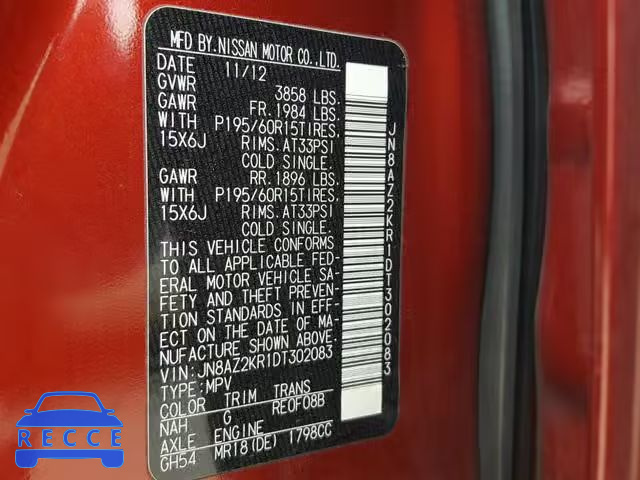 MFD BY.NISSAN MOTOR CO.,LTD.
DATE 11/12
GVWR 3858 LBS.
GAWR FR.1984 LBS.
WITH P195/60R15TIRES,
15X6J RIMS.AT33PSI
COLD SINGLE.
GAWR RR.1896 LBS.
WITH P195/60R15TIRES,
15X6J RIMS.AT33PSI
COLD SINGLE.
THIS VEHICLE CONFORMS
TO ALL APPLICABLE FED-
ERAL MOTOR VEHICLE SA-
FETY AND THEFT PREVEN-
TION STANDARDS IN EFF-
ECT ON THE DATE OF MA-
NUFACTURE SHOWN ABOVE.
VIN:JN8AZ2KR1DT302083
TYPE:MPV
COLOR TRIM TRANS
NAH G RE0F08B
AXLE ENGINE
GH54 MR18(DE) 1798CC
JN8AZ2KR1DT302083
RECCE